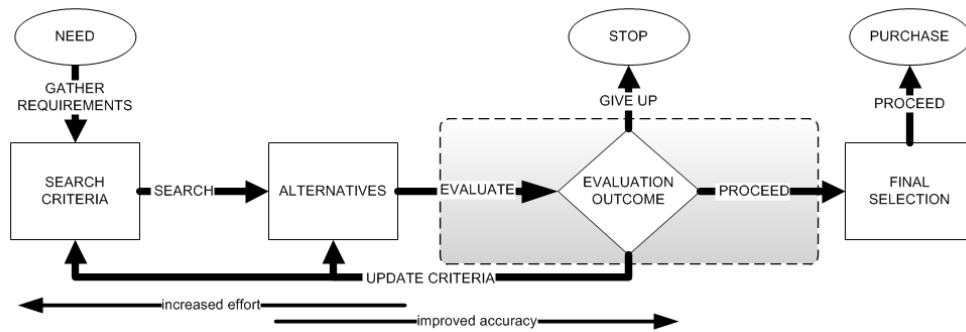 NEED
STOP
PURCHASE
GATHER
REQUIREMENTS
GIVE UP
PROCEED
SEARCH
CRITERIA
SEARCH
ALTERNATIVES
EVALUATE
EVALUATION
OUTCOME
PROCEED
FINAL
SELECTION
UPDATE CRITERIA
increased effort
improved accuracy